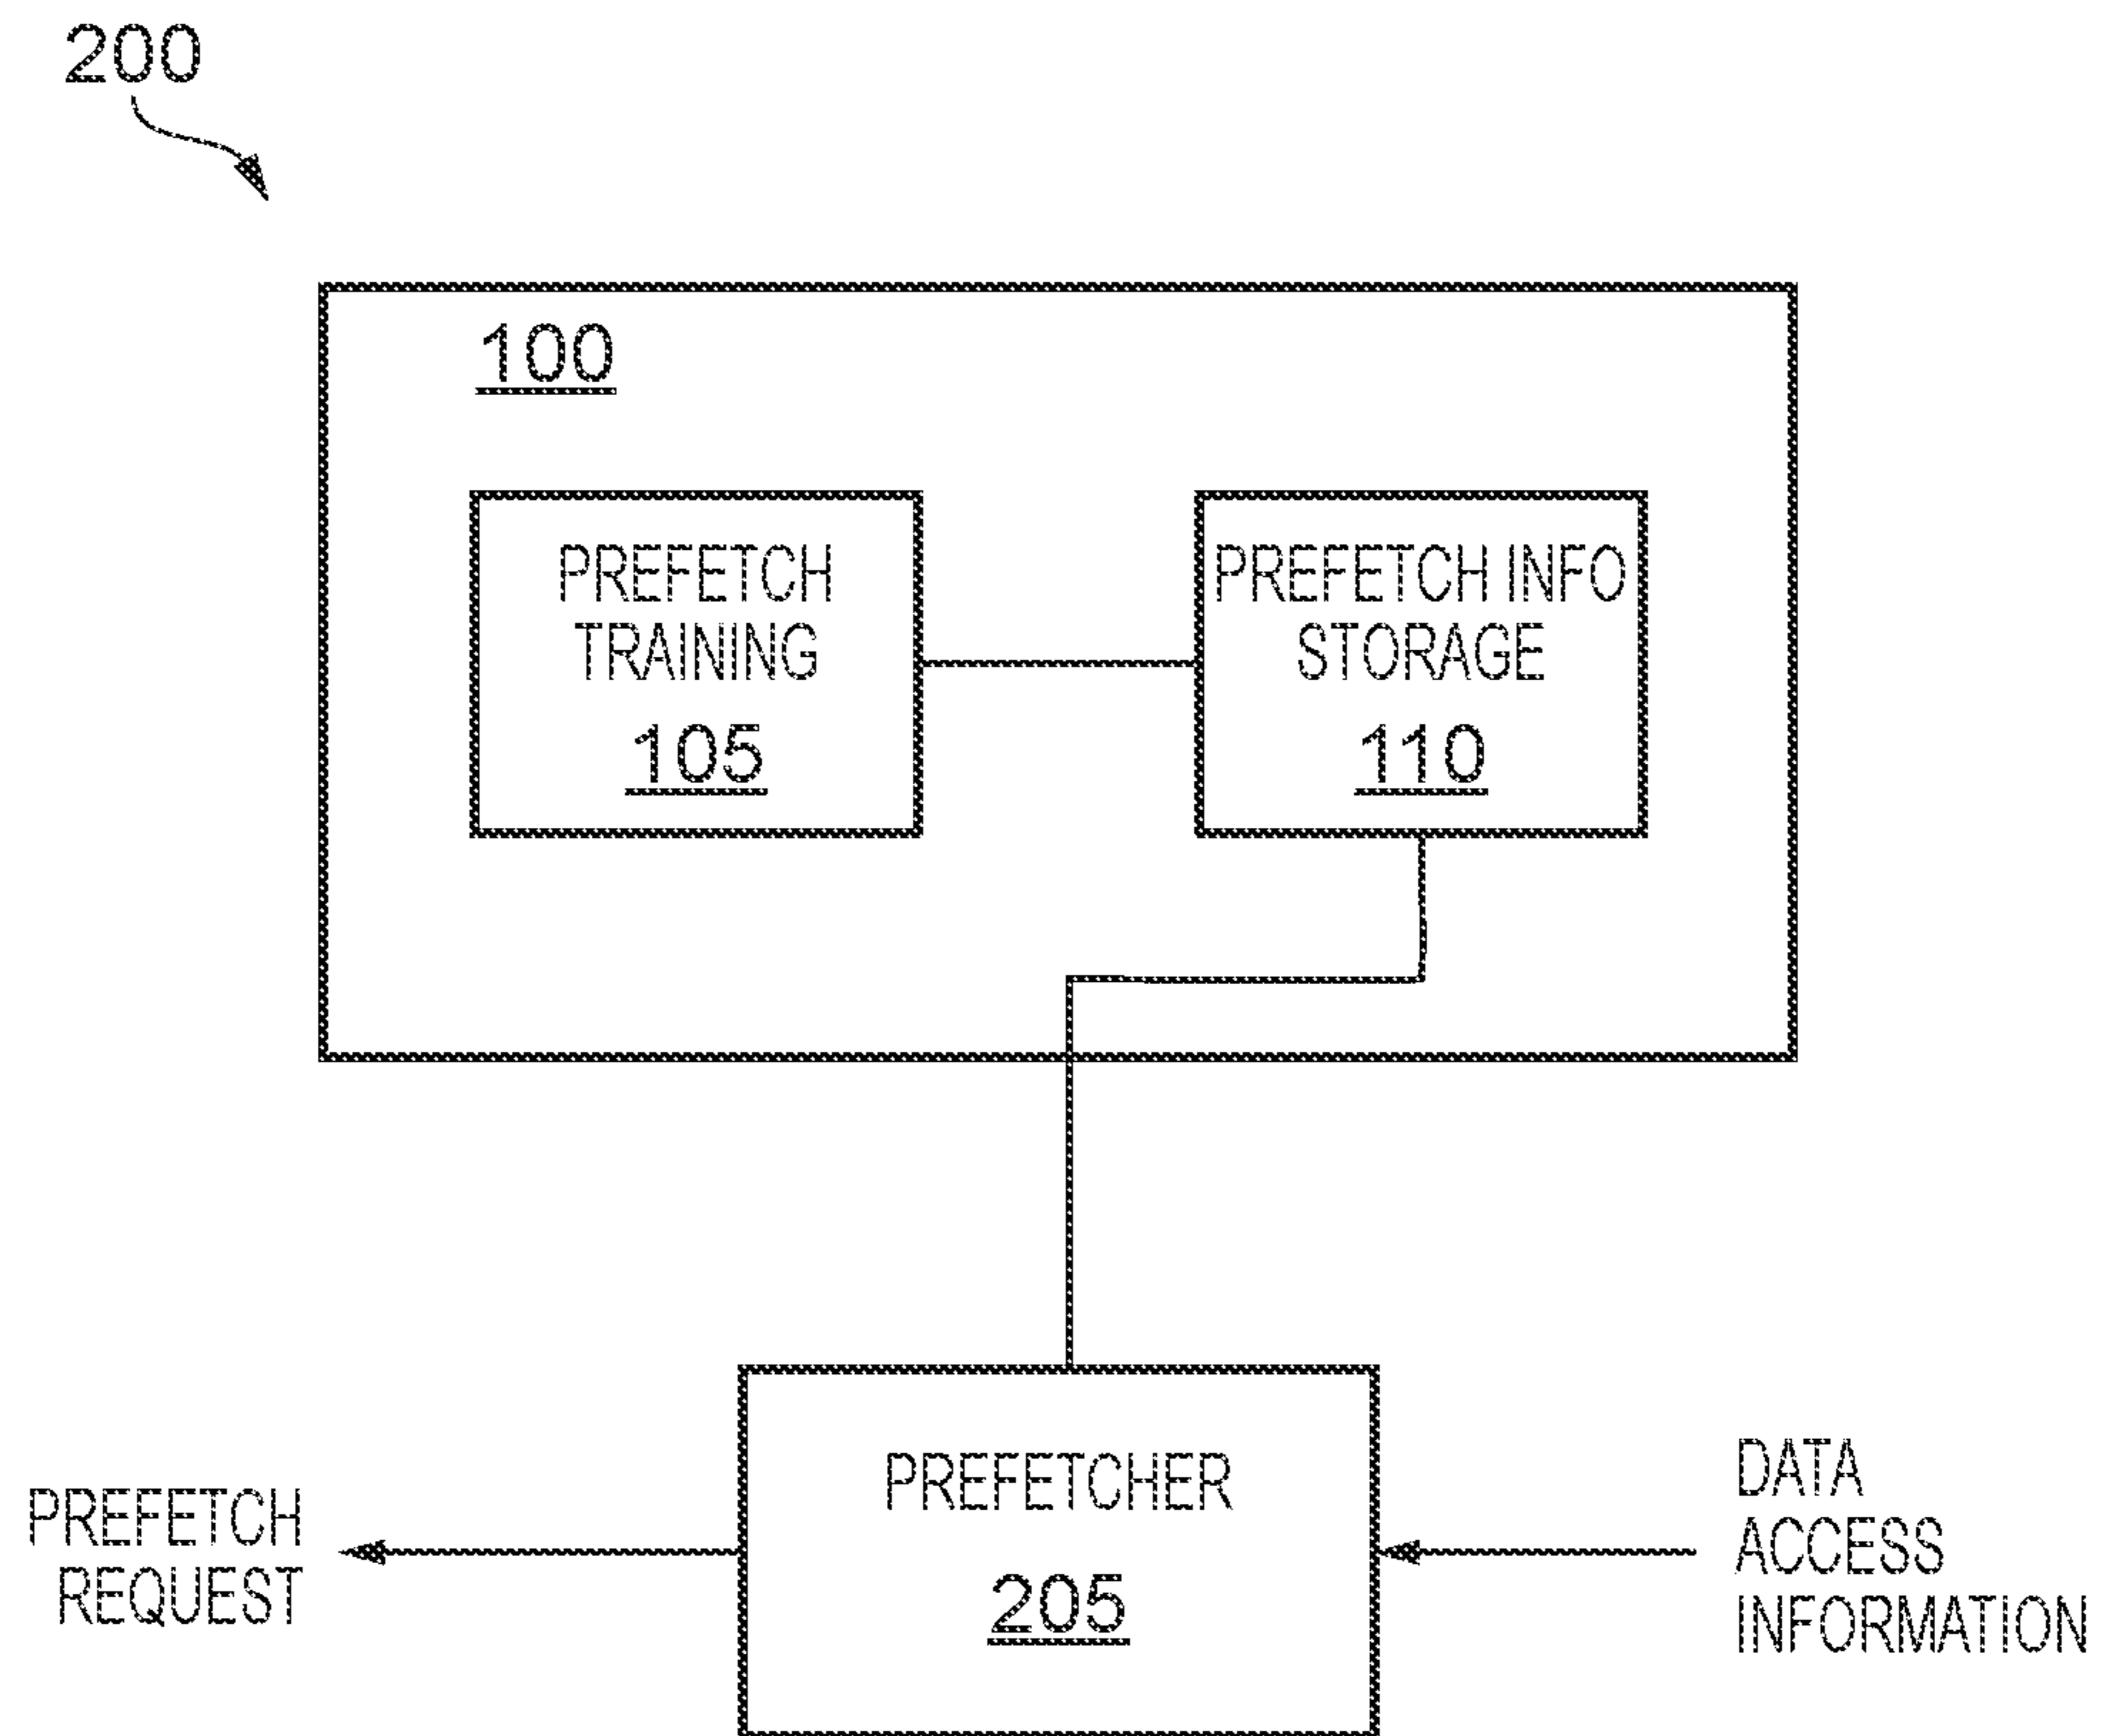 200
100
PREFETCH
TRAINING
105
PREFETCH INFO
STORAGE
110
PREFETCHER
205
PREFETCH
REQUEST
DATA
ACCESS
INFORMATION